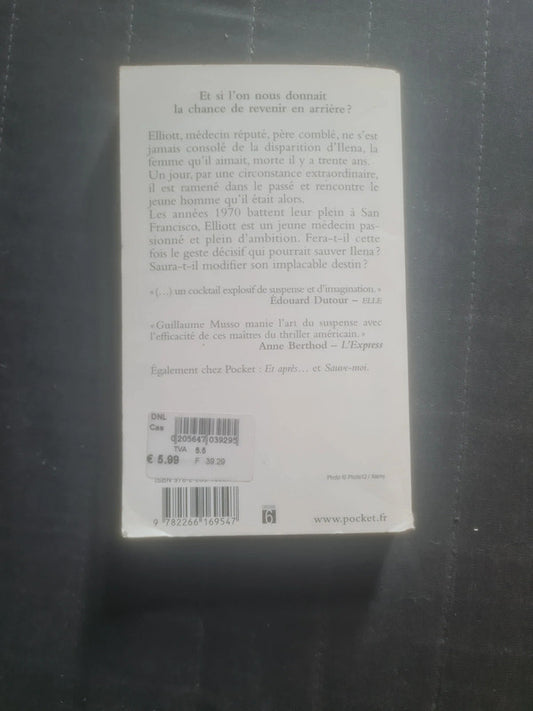 Et si l'on nous donnait
la chance de revenir en arrière ?
Elliott, médecin réputé, père comblé, ne s'est
jamais consolé de la disparition d'Ilena, la
femme qu'il aimait, morte il y a trente ans.
Un jour, par une circonstance extraordinaire,
il est ramené dans le passé et rencontre le
jeune homme qu'il était alors.
Les années 1970 battent leur plein à San
Francisco, Elliott est un jeune médecin pas-
sionné et plein d'ambition. Fera-t-il cette
fois le geste décisif qui pourrait sauver Ilena ?
Saura-t-il modifier son implacable destin ?
« (…) un cocktail explosif de suspense et d'imagination. »
Édouard Dutour – ELLE
« Guillaume Musso manie l'art du suspense avec
l'efficacité de ces maîtres du thriller américain. »
Anne Berthod – L'Express
Également chez Pocket : Et après… et Sauve-moi.
DNL
Cas
0205647 039295
TVA 5.5
€ 5.99 F 39.29
Photo © Photo12 / Alamy
ISBN
9 782266 169547
6
www.pocket.fr